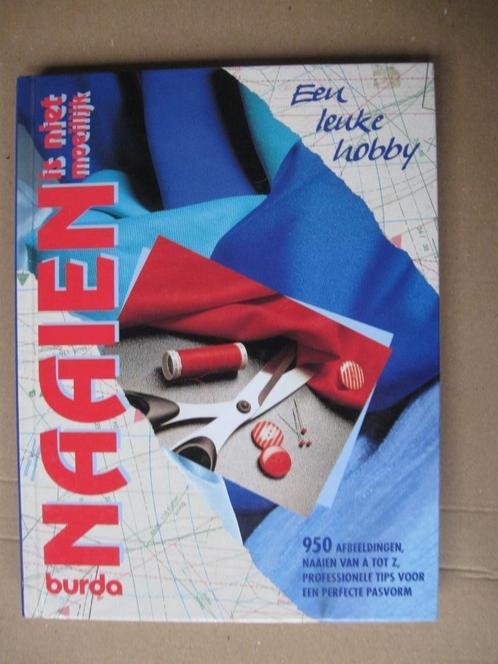 NAAIEN
is niet
moeilijk
burda
Een
leuke
hobby
950 AFBEELDINGEN,
NAAIEN VAN A TOT Z,
PROFESSIONELE TIPS VOOR
EEN PERFECTE PASVORM